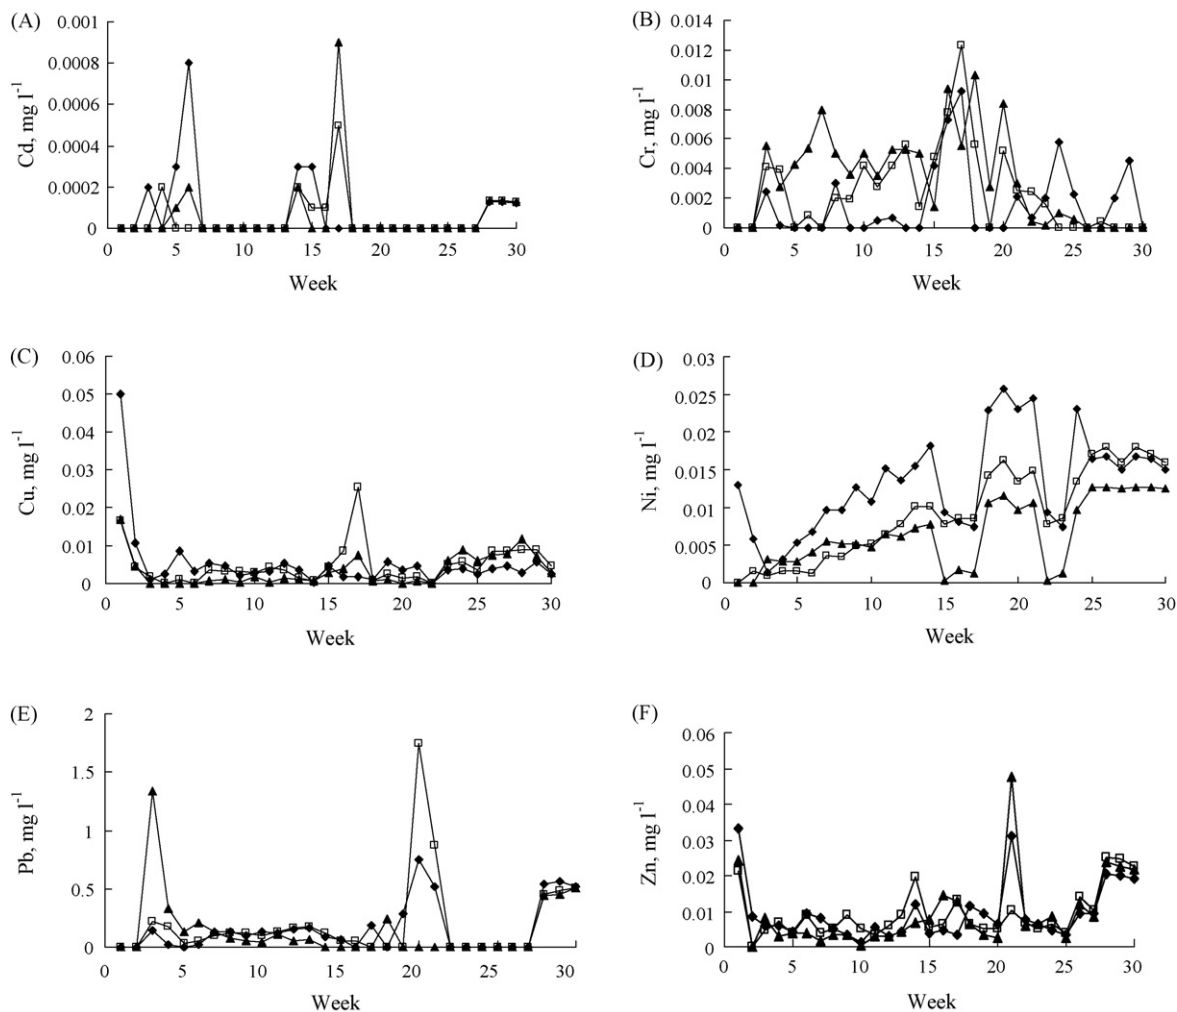 (A)
0.001
0.0008
0.0006
0.0004
0.0002
0
Cd, mg l-1
0 5 10 15 20 25 30
Week
(B)
0.014
0.012
0.01
0.008
0.006
0.004
0.002
0
Cr, mg l-1
0 5 10 15 20 25 30
Week
(C)
0.06
0.05
0.04
0.03
0.02
0.01
0
Cu, mg l-1
0 5 10 15 20 25 30
Week
(D)
0.03
0.025
0.02
0.015
0.01
0.005
0
Ni, mg l-1
0 5 10 15 20 25 30
Week
(E)
2
1.5
1
0.5
0
Pb, mg l-1
0 5 10 15 20 25 30
Week
(F)
0.06
0.05
0.04
0.03
0.02
0.01
0
Zn, mg l-1
0 5 10 15 20 25 30
Week